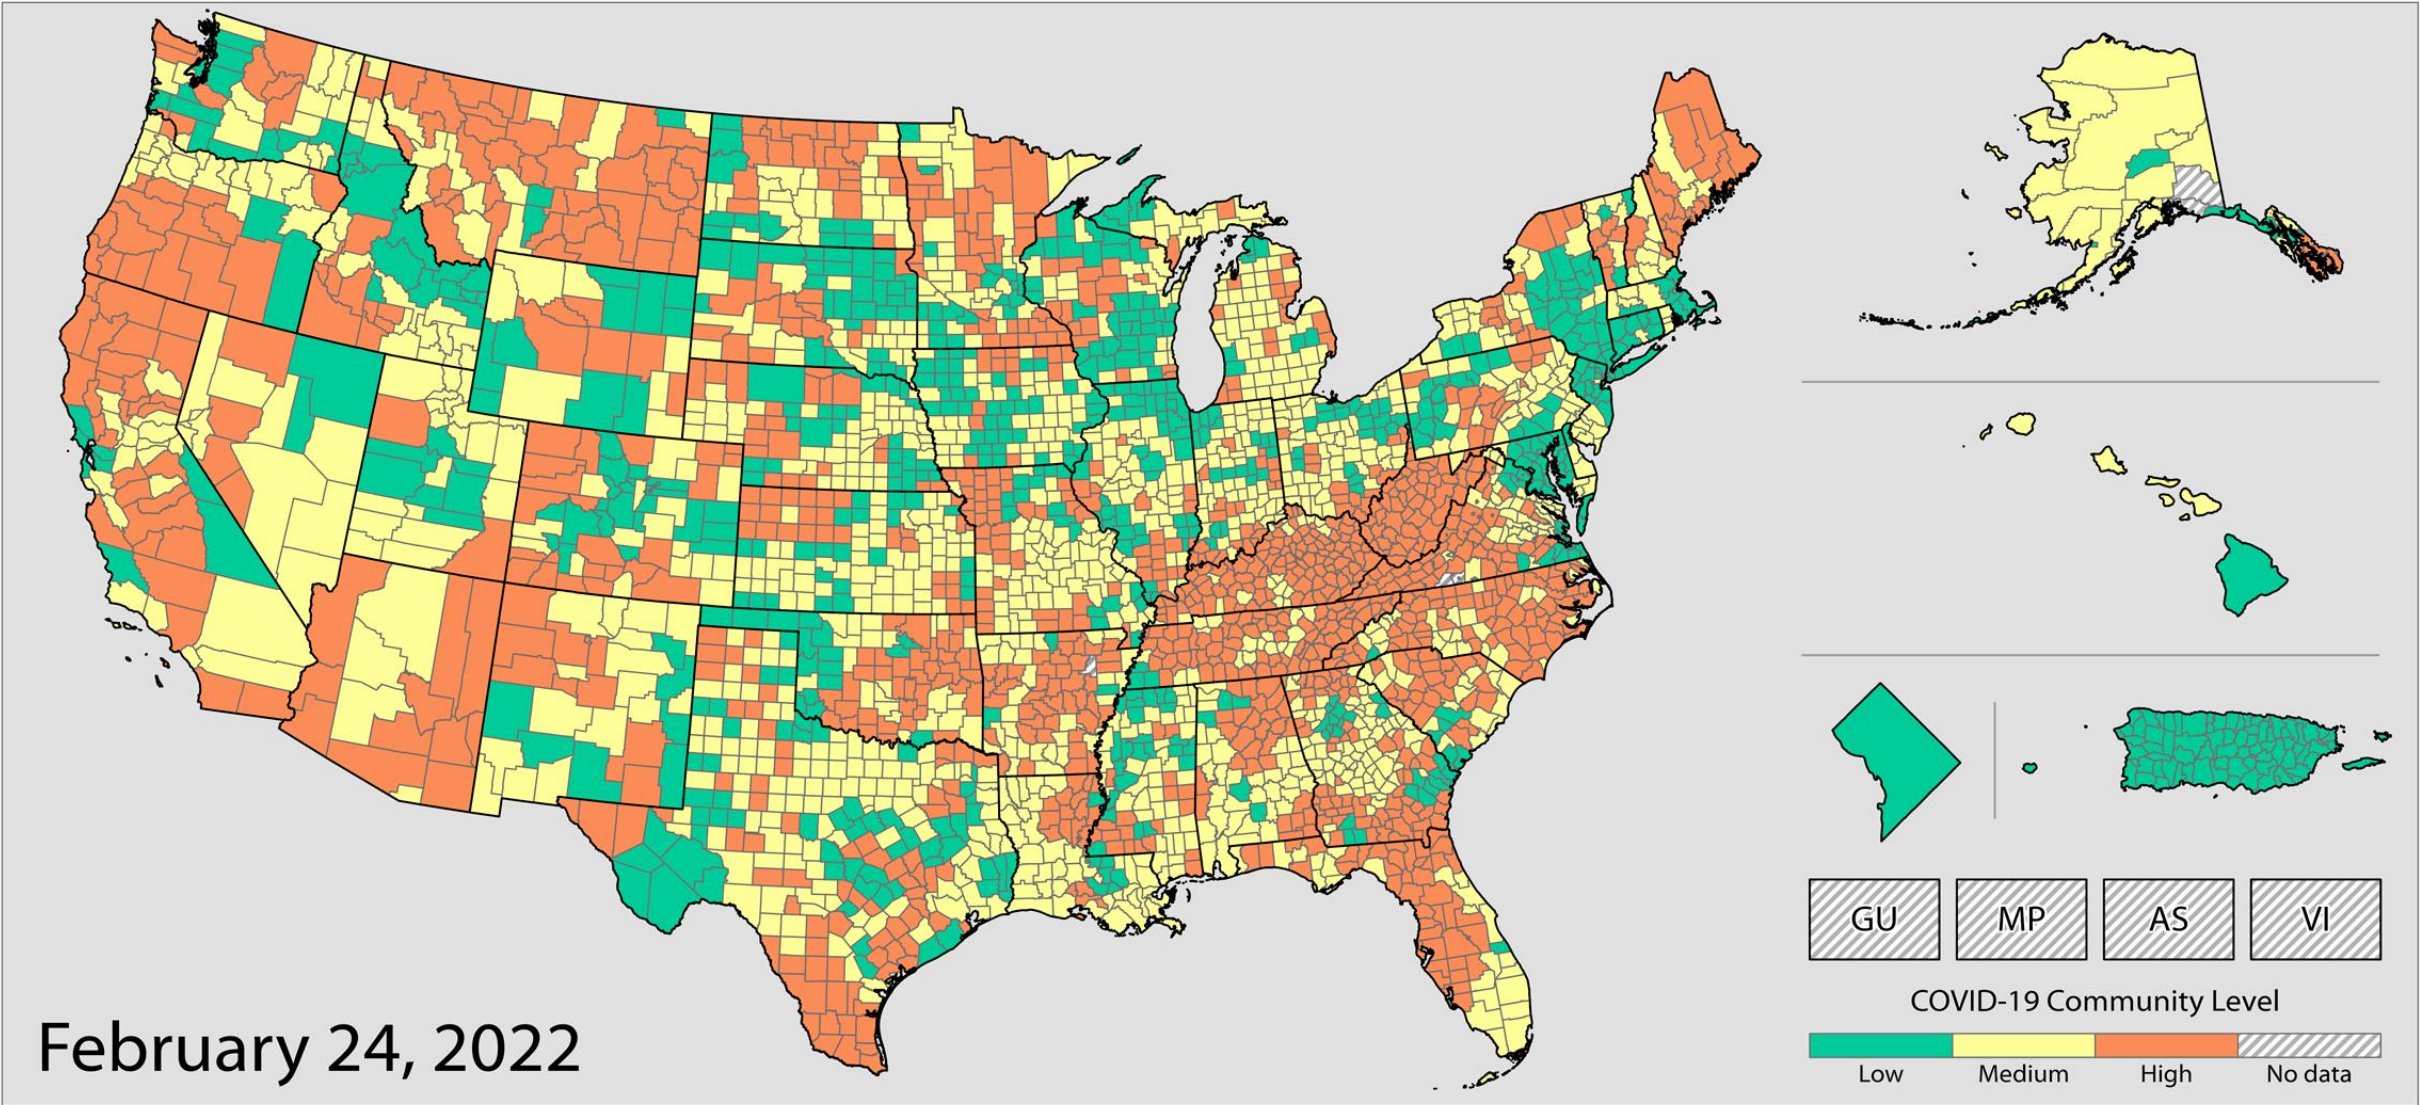 February 24, 2022
GU
MP
AS
VI
COVID-19 Community Level
Low
Medium
High
No data